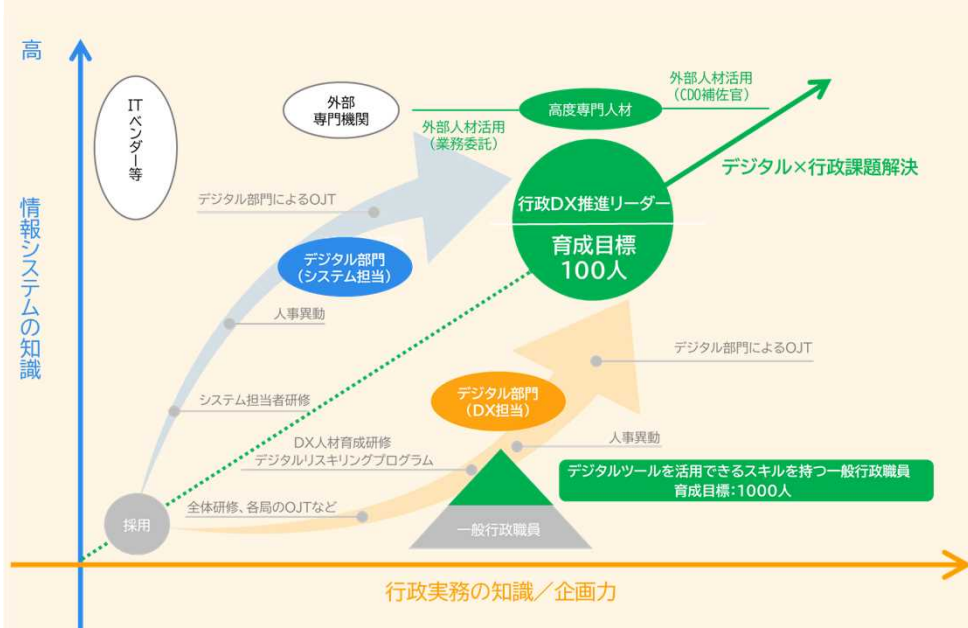 高
情報システムの知識
IT
ベンダー等
外部
専門機関
外部人材活用
(業務委託)
高度専門人材
外部人材活用
(CDO補佐官)
デジタル×行政課題解決
行政DX推進リーダー
育成目標
100人
デジタル部門によるOJT
デジタル部門
(システム担当)
人事異動
システム担当者研修
デジタル部門によるOJT
デジタル部門
(DX担当)
人事異動
DX人材育成研修
デジタルリスキリングプログラム
デジタルツールを活用できるスキルを持つ一般行政職員
育成目標:1000人
全体研修、各局のOJTなど
採用
一般行政職員
行政実務の知識／企画力